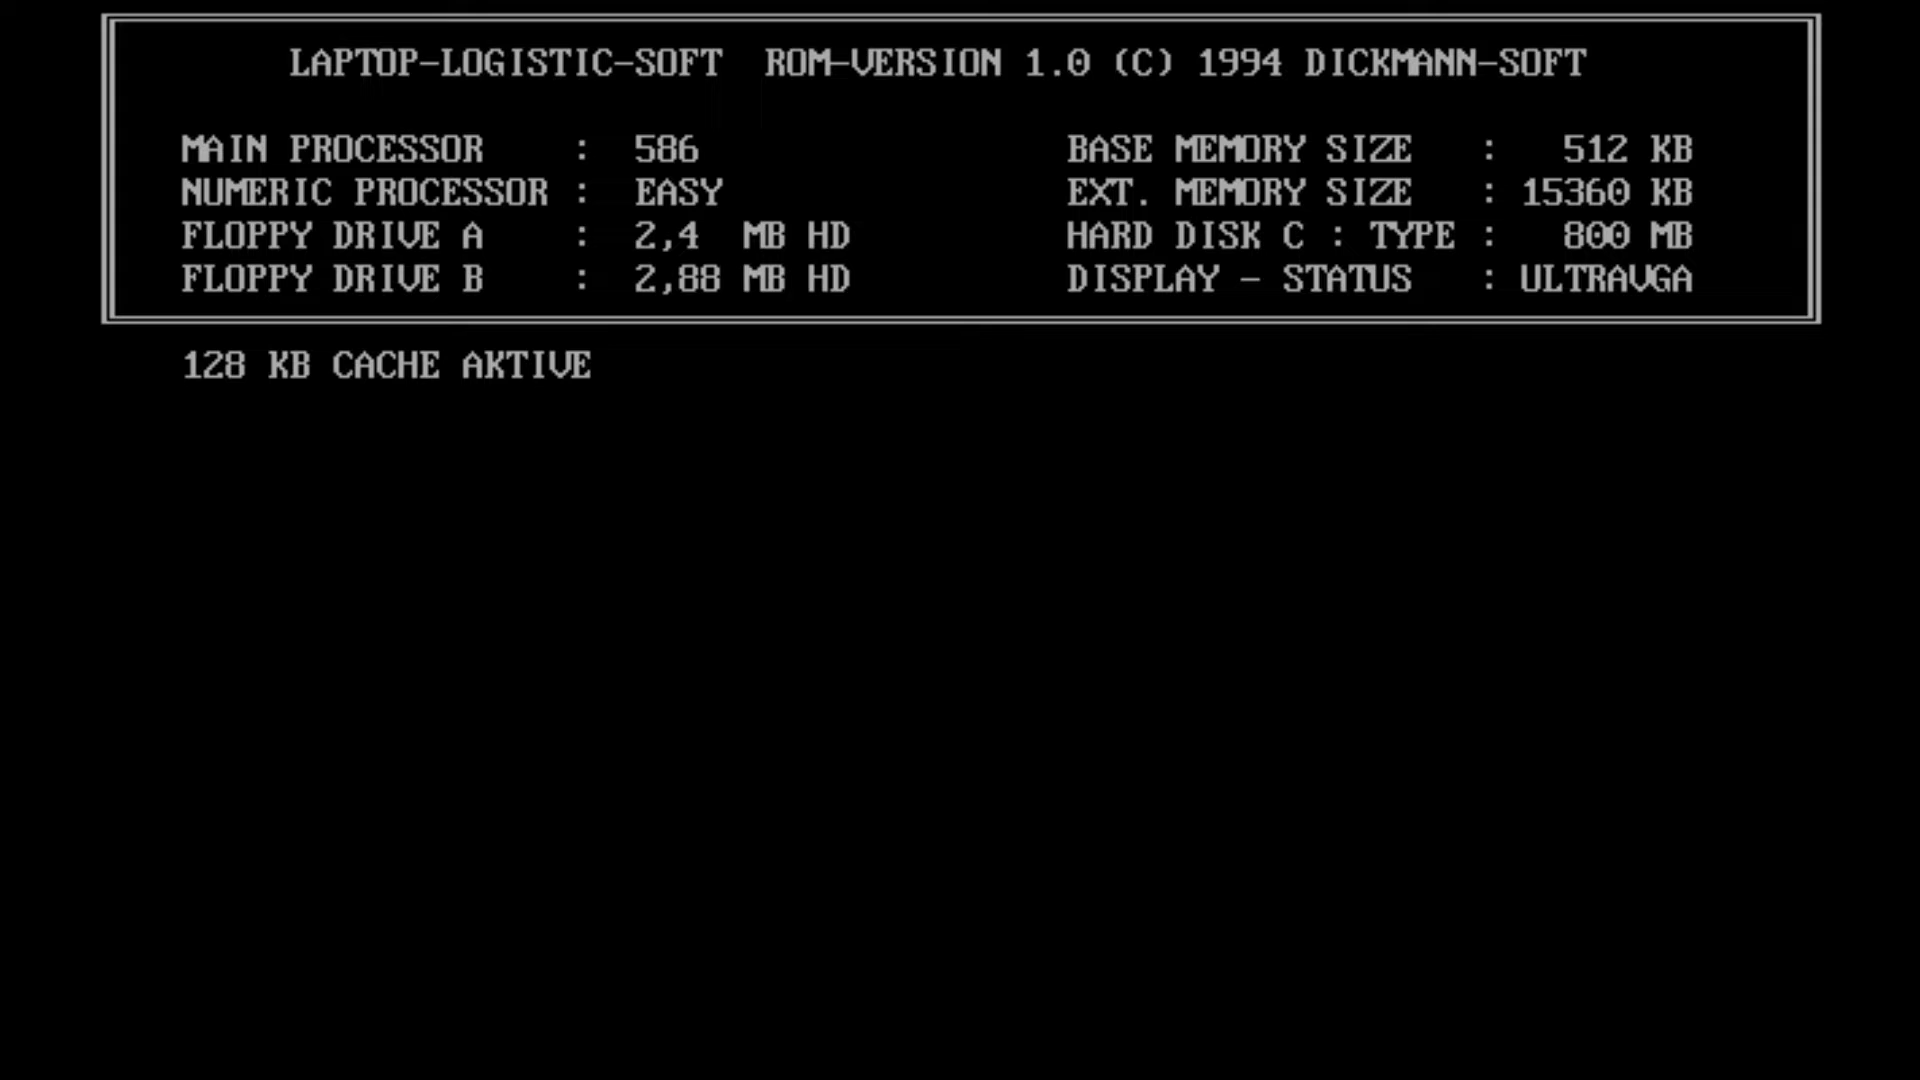 LAPTOP-LOGISTIC-SOFT  ROM-VERSION 1.0 (C) 1994 DICKMANN-SOFT
MAIN PROCESSOR    :  586    BASE MEMORY SIZE   :   512 KB
NUMERIC PROCESSOR :  EASY    EXT. MEMORY SIZE   : 15360 KB
FLOPPY DRIVE A    :  2,4  MB HD    HARD DISK C : TYPE :   800 MB
FLOPPY DRIVE B    :  2,88 MB HD    DISPLAY - STATUS   : ULTRAVGA
128 KB CACHE AKTIVE